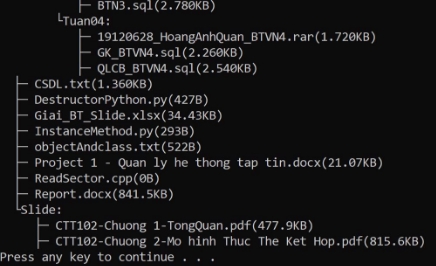 BTN3.sql(2.780KB)
Tuan04:
19120628_HoangAnhQuan_BTVN4.rar(1.720KB)
GK_BTVN4.sql(2.260KB)
QLCB_BTVN4.sql(2.540KB)
CSDL.txt(1.360KB)
DestructorPython.py(427B)
Giai_BT_Slide.xlsx(34.43KB)
InstanceMethod.py(293B)
objectAndclass.txt(522B)
Project 1 - Quan ly he thong tap tin.docx(21.07KB)
ReadSector.cpp(0B)
Report.docx(841.5KB)
Slide:
CTT102-Chuong 1-TongQuan.pdf(477.9KB)
CTT102-Chuong 2-Mo hinh Thuc The Ket Hop.pdf(815.6KB)
Press any key to continue . . .